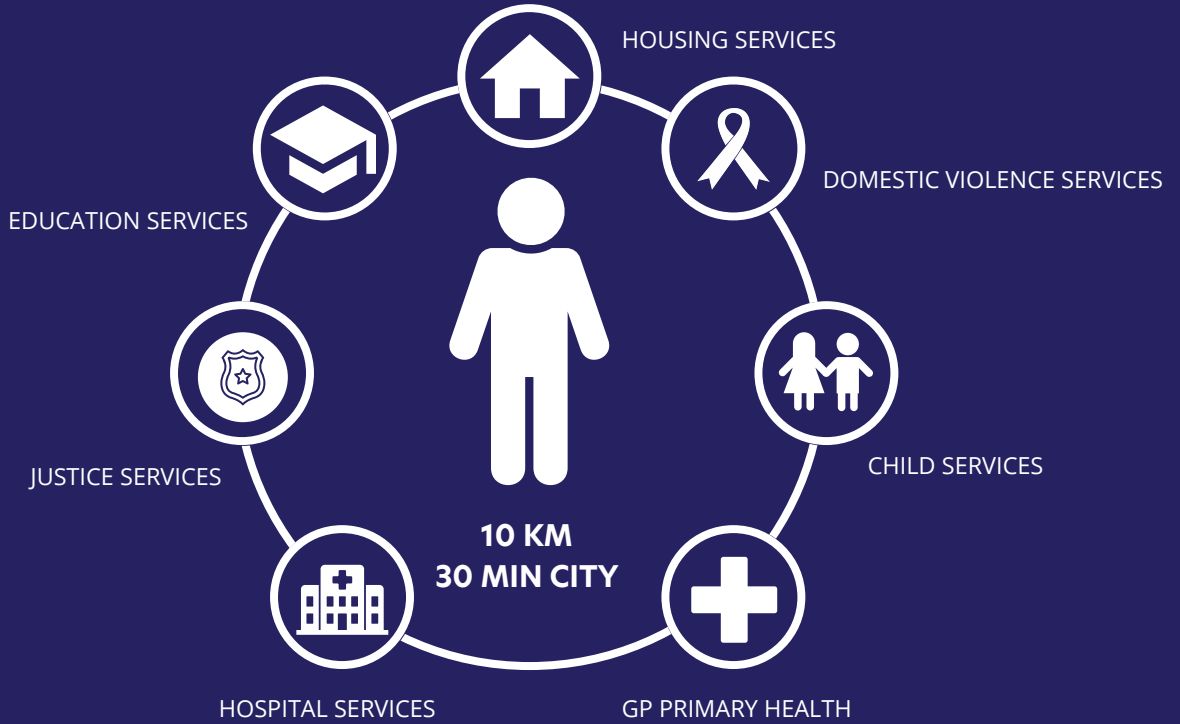 HOUSING SERVICES
DOMESTIC VIOLENCE SERVICES
EDUCATION SERVICES
CHILD SERVICES
JUSTICE SERVICES
10 KM
30 MIN CITY
HOSPITAL SERVICES
GP PRIMARY HEALTH